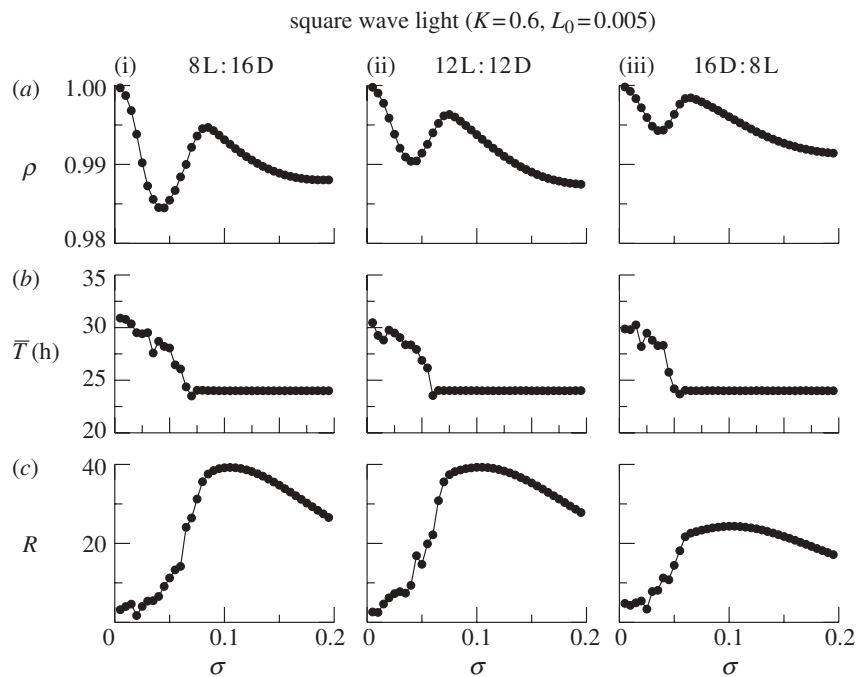 square wave light (K=0.6, L0=0.005)
(i) 8L:16D (ii) 12L:12D (iii) 16D:8L
(a) 1.00
ρ 0.99
0.98
(b) 35
30
T̅ (h)
25
20
(c) 40
R 20
0 0.1 0.2 0 0.1 0.2 0 0.1 0.2
σ σ σ